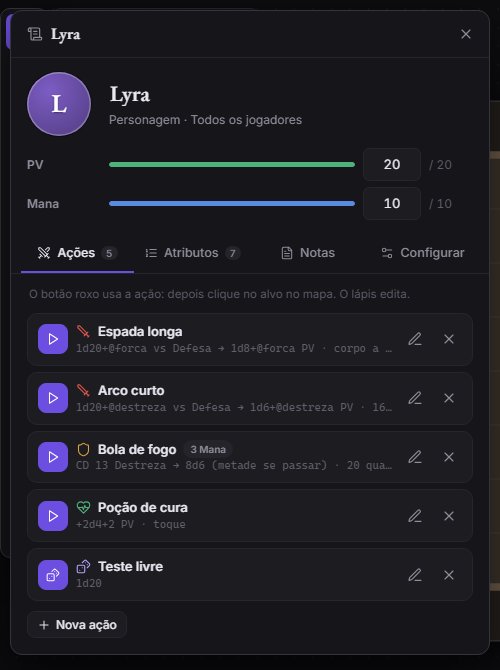 Lyra
L
Lyra
Personagem · Todos os jogadores
PV 20 / 20
Mana 10 / 10
Ações 5 Atributos 7 Notas Configurar
O botão roxo usa a ação: depois clique no alvo no mapa. O lápis edita.
Espada longa
1d20+@forca vs Defesa → 1d8+@forca PV · corpo a …
Arco curto
1d20+@destreza vs Defesa → 1d6+@destreza PV · 16…
Bola de fogo 3 Mana
CD 13 Destreza → 8d6 (metade se passar) · 20 qua…
Poção de cura
+2d4+2 PV · toque
Teste livre
1d20
+ Nova ação